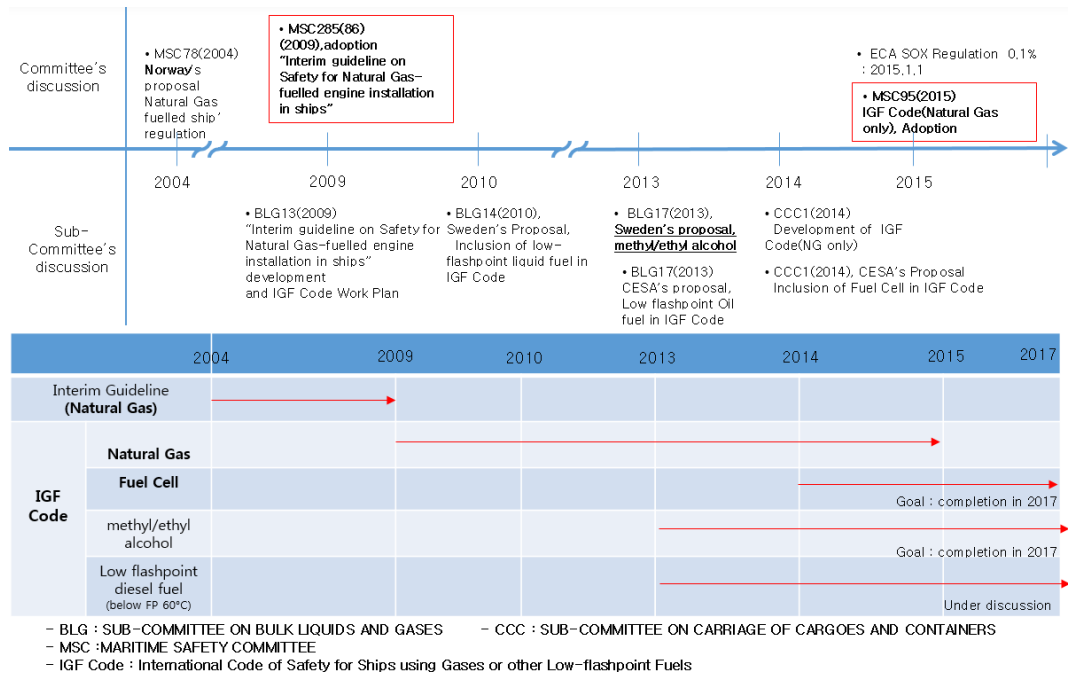 Committee's
discussion
• MSC78(2004)
Norway's
proposal
Natural Gas
fuelled ship'
regulation
• MSC285(86)
(2009),adoption
"Interim guideline on
Safety for Natural Gas-
fuelled engine installation
in ships"
• ECA SOX Regulation 0.1%
: 2015.1.1
• MSC95(2015)
IGF Code(Natural Gas
only), Adoption
2004
2009
2010
2013
2014
2015
Sub-
Committee's
discussion
• BLG13(2009)
"Interim guideline on Safety for
Natural Gas-fuelled engine
installation in ships"
development
and IGF Code Work Plan
• BLG14(2010),
Sweden's Proposal,
Inclusion of low-
flashpoint liquid fuel in
IGF Code
• BLG17(2013),
Sweden's proposal,
methyl/ethyl alcohol
• BLG17(2013)
CESA's proposal,
Low flashpoint Oil
fuel in IGF Code
• CCC1(2014)
Development of IGF
Code(NG only)
• CCC1(2014), CESA's Proposal
Inclusion of Fuel Cell in IGF Code
2004
2009
2010
2013
2014
2015
2017
Interim Guideline
(Natural Gas)
IGF
Code
Natural Gas
Fuel Cell
Goal : completion in 2017
methyl/ethyl
alcohol
Goal : completion in 2017
Low flashpoint
diesel fuel
(below FP 60°C)
Under discussion
- BLG : SUB-COMMITTEE ON BULK LIQUIDS AND GASES - CCC : SUB-COMMITTEE ON CARRIAGE OF CARGOES AND CONTAINERS
- MSC :MARITIME SAFETY COMMITTEE
- IGF Code : International Code of Safety for Ships using Gases or other Low-flashpoint Fuels